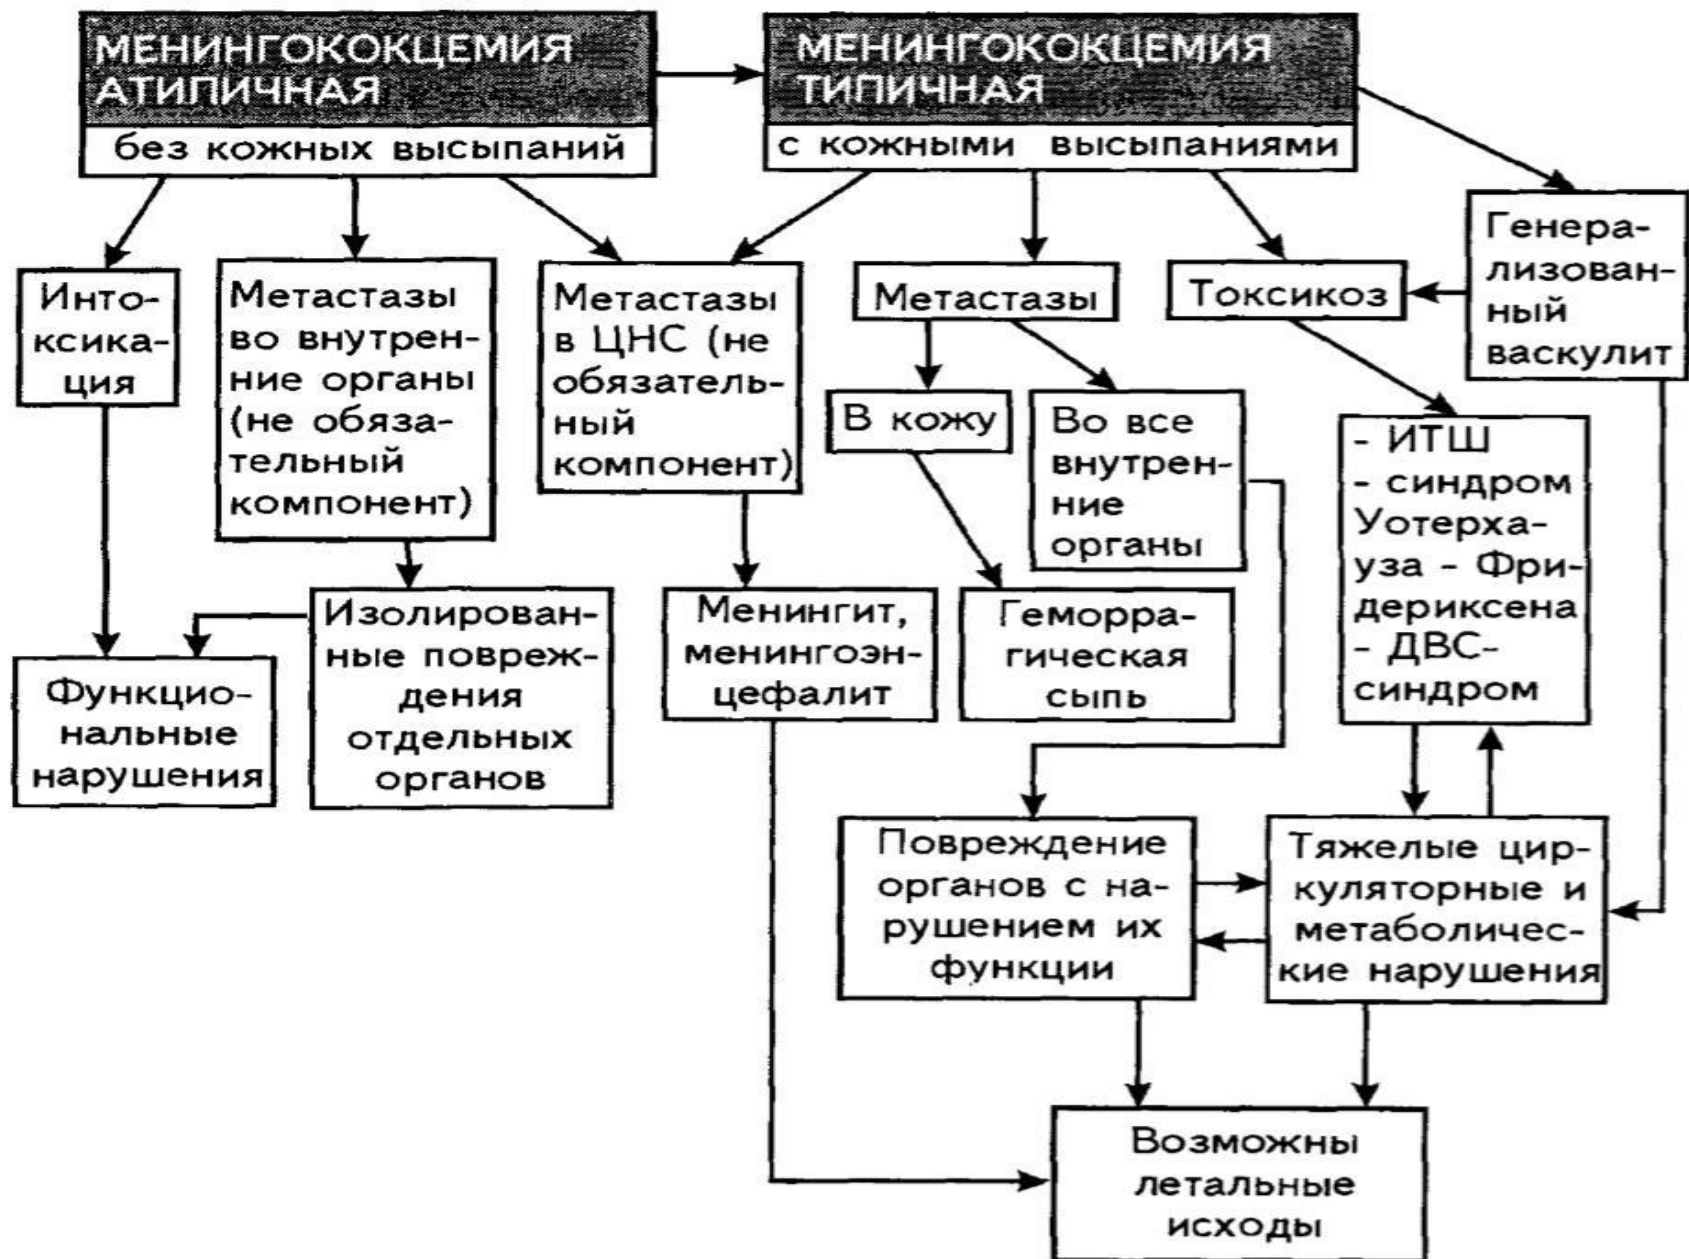 МЕНИНГОКОКЦЕМИЯ
АТИПИЧНАЯ
без кожных высыпаний
МЕНИНГОКОКЦЕМИЯ
ТИПИЧНАЯ
с кожными высыпаниями
Генера-
лизован-
ный
васкулит
Инто-
ксика-
ция
Метастазы
во внутрен-
ние органы
(не обяза-
тельный
компонент)
Метастазы
в ЦНС (не
обязатель-
ный
компонент)
Метастазы
Токсикоз
В кожу
Во все
внутрен-
ние
органы
- ИТШ
- синдром
Уотерха-
уза - Фри-
дериксена
- ДВС-
синдром
Функцио-
нальные
нарушения
Изолирован-
ные повреж-
дения
отдельных
органов
Менингит,
менингоэн-
цефалит
Геморра-
гическая
сыпь
Повреждение
органов с на-
рушением их
функции
Тяжелые цир-
куляторные и
метаболичес-
кие нарушения
Возможны
летальные
исходы